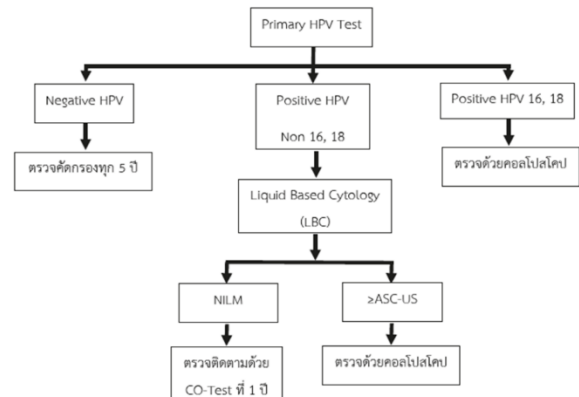 Primary HPV Test
Negative HPV
Positive HPV
Non 16, 18
Positive HPV 16, 18
ตรวจคัดกรองทุก 5 ปี
ตรวจด้วยคอลโปสโคป
Liquid Based Cytology
(LBC)
NILM
≥ASC-US
ตรวจติดตามด้วย
CO-Test ที่ 1 ปี
ตรวจด้วยคอลโปสโคป